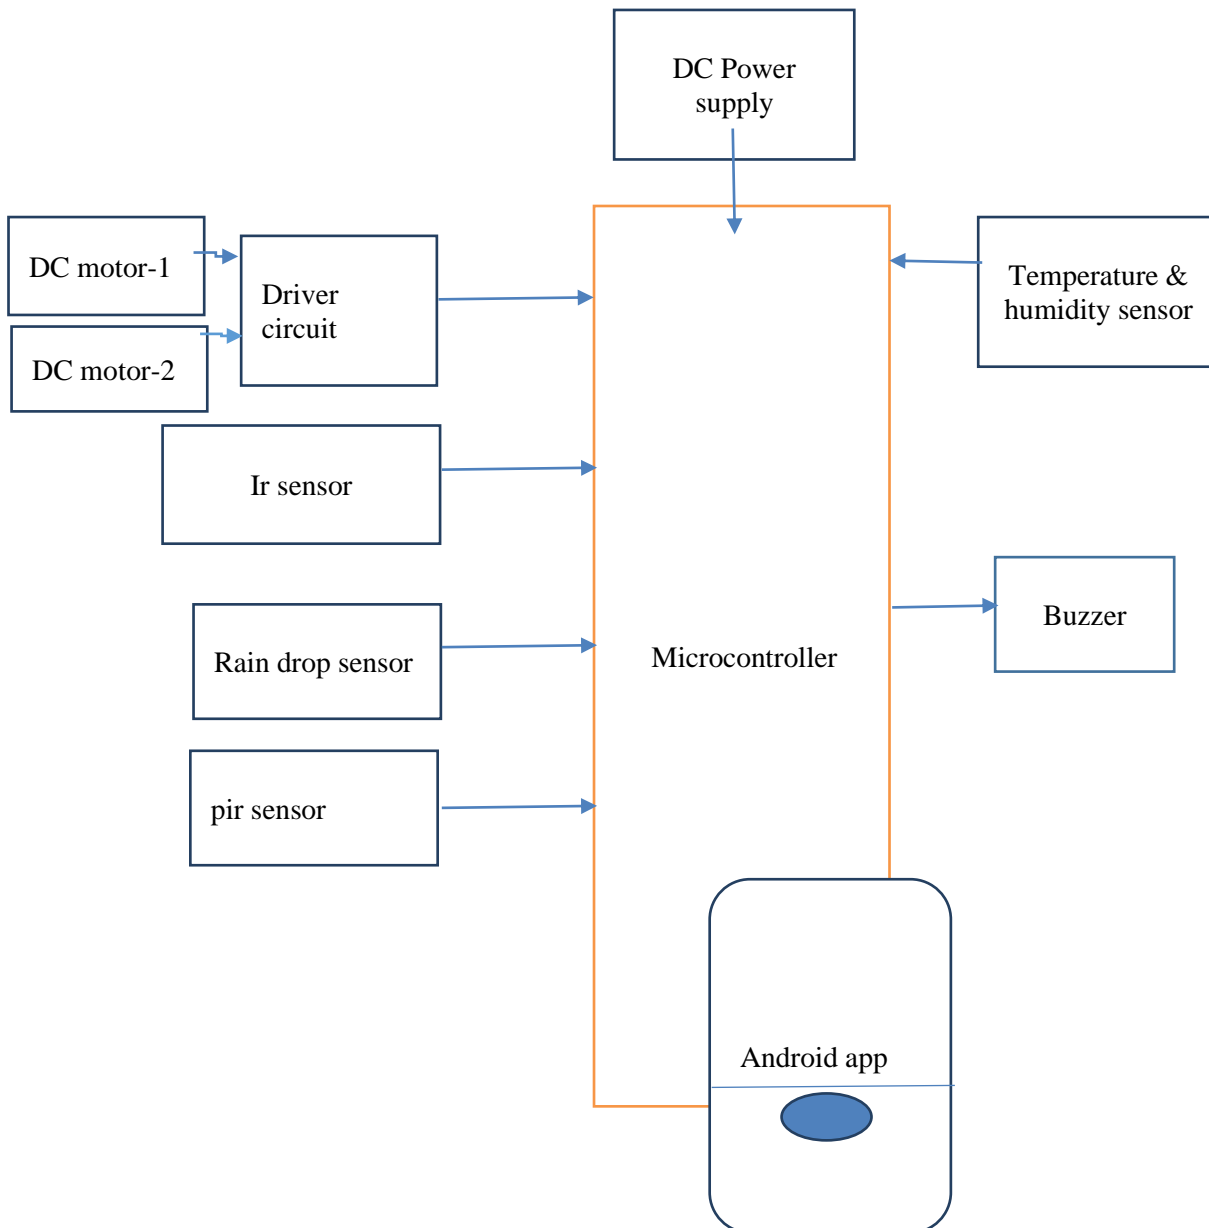 DC Power
supply
DC motor-1
DC motor-2
Driver
circuit
Temperature &
humidity sensor
Ir sensor
Buzzer
Rain drop sensor
Microcontroller
pir sensor
Android app